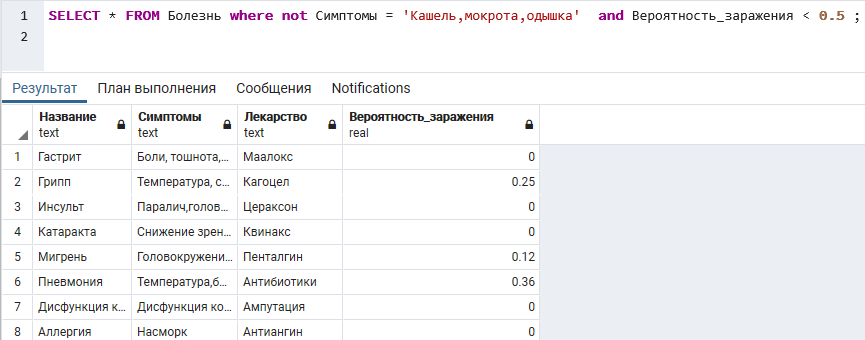 1 SELECT * FROM Болезнь where not Симптомы = 'Кашель,мокрота,одышка' and Вероятность_заражения < 0.5 ;
2
Результат План выполнения Сообщения Notifications
Название Симптомы Лекарство Вероятность_заражения
text text text real
1 Гастрит Боли, тошнота,... Маалокс 0
2 Грипп Температура, с... Кагоцел 0.25
3 Инсульт Паралич,голов... Цераксон 0
4 Катаракта Снижение зрен... Квинакс 0
5 Мигрень Головокружени... Пенталгин 0.12
6 Пневмония Температура,б... Антибиотики 0.36
7 Дисфункция к... Дисфункция ко... Ампутация 0
8 Аллергия Насморк Антиангин 0